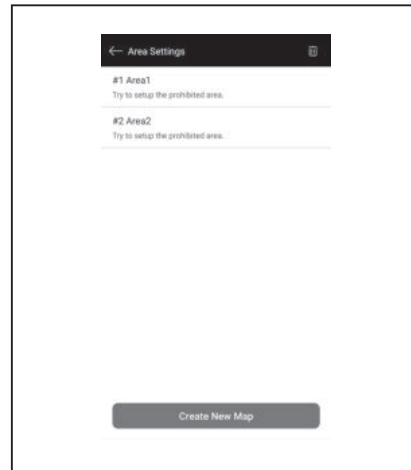 Area Settings
#1 Area1
Try to setup the prohibited area.
#2 Area2
Try to setup the prohibited area.
Create New Map